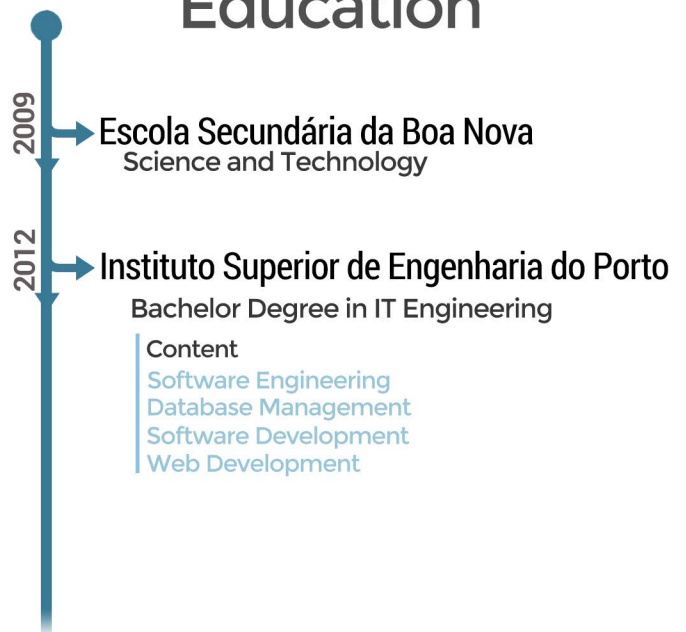 Education
2009
Escola Secundária da Boa Nova
Science and Technology
2012
Instituto Superior de Engenharia do Porto
Bachelor Degree in IT Engineering
Content
Software Engineering
Database Management
Software Development
Web Development